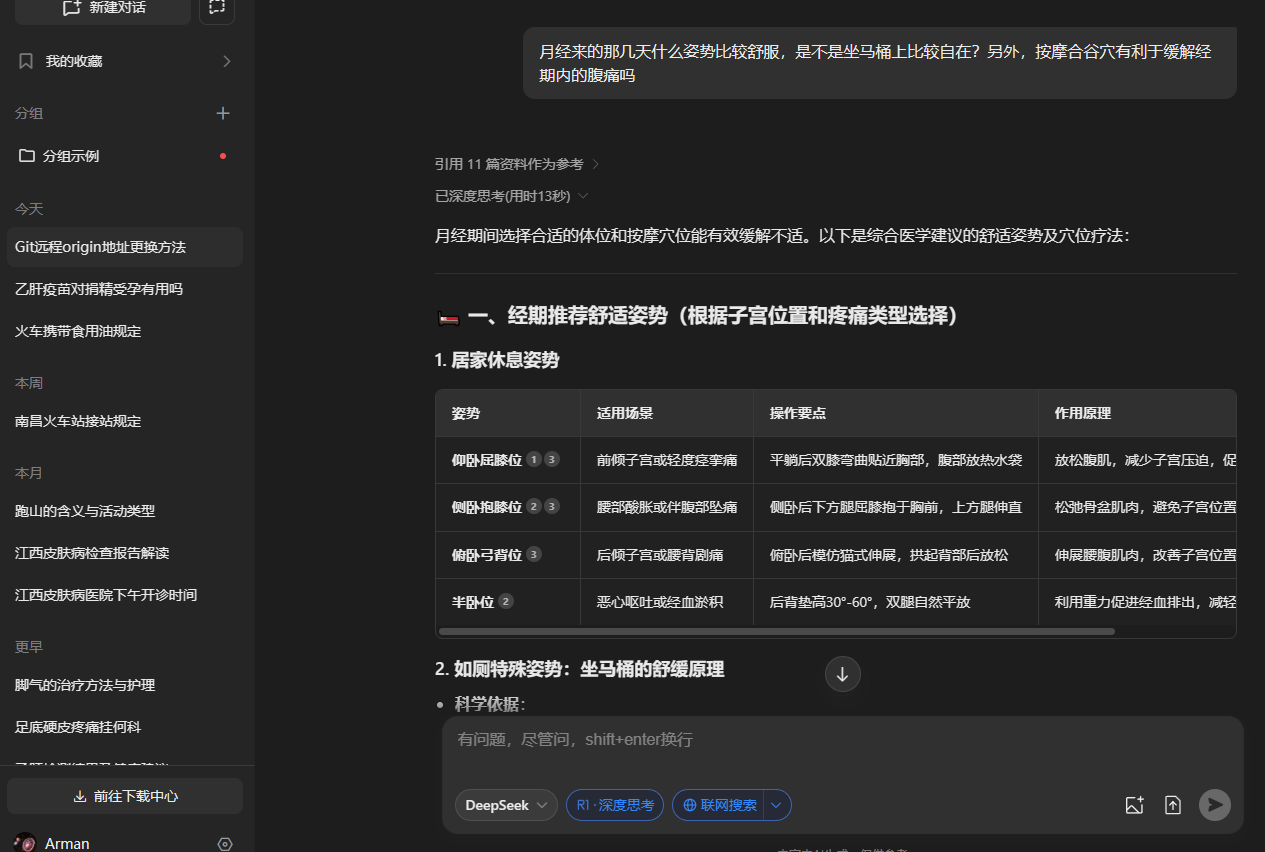 新建对话
我的收藏
分组
分组示例
今天
Git远程origin地址更换方法
乙肝疫苗对捐精受孕有用吗
火车携带食用油规定
本周
南昌火车站接站规定
本月
跑山的含义与活动类型
江西皮肤病检查报告解读
江西皮肤病医院下午开诊时间
更早
脚气的治疗方法与护理
足底硬皮疼痛挂何科
前往下载中心
Arman
月经来的那几天什么姿势比较舒服，是不是坐马桶上比较自在？另外，按摩合谷穴有利于缓解经
期内的腹痛吗
引用 11 篇资料作为参考
已深度思考(用时13秒)
月经期间选择合适的体位和按摩穴位能有效缓解不适。以下是综合医学建议的舒适姿势及穴位疗法：
一、经期推荐舒适姿势（根据子宫位置和疼痛类型选择）
1. 居家休息姿势
姿势 适用场景 操作要点 作用原理
仰卧屈膝位 1 3 前倾子宫或轻度痉挛痛 平躺后双膝弯曲贴近胸部，腹部放热水袋 放松腹肌，减少子宫压迫，促
侧卧抱膝位 2 3 腰部酸胀或伴腹部坠痛 侧卧后下方腿屈膝抱于胸前，上方腿伸直 松弛骨盆肌肉，避免子宫位置
俯卧弓背位 3 后倾子宫或腰背剧痛 俯卧后模仿猫式伸展，拱起背部后放松 伸展腰腹肌肉，改善子宫位置
半卧位 2 恶心呕吐或经血淤积 后背垫高30°-60°，双腿自然平放 利用重力促进经血排出，减轻
2. 如厕特殊姿势：坐马桶的舒缓原理
科学依据：
有问题，尽管问，shift+enter换行
DeepSeek
R1 · 深度思考
联网搜索